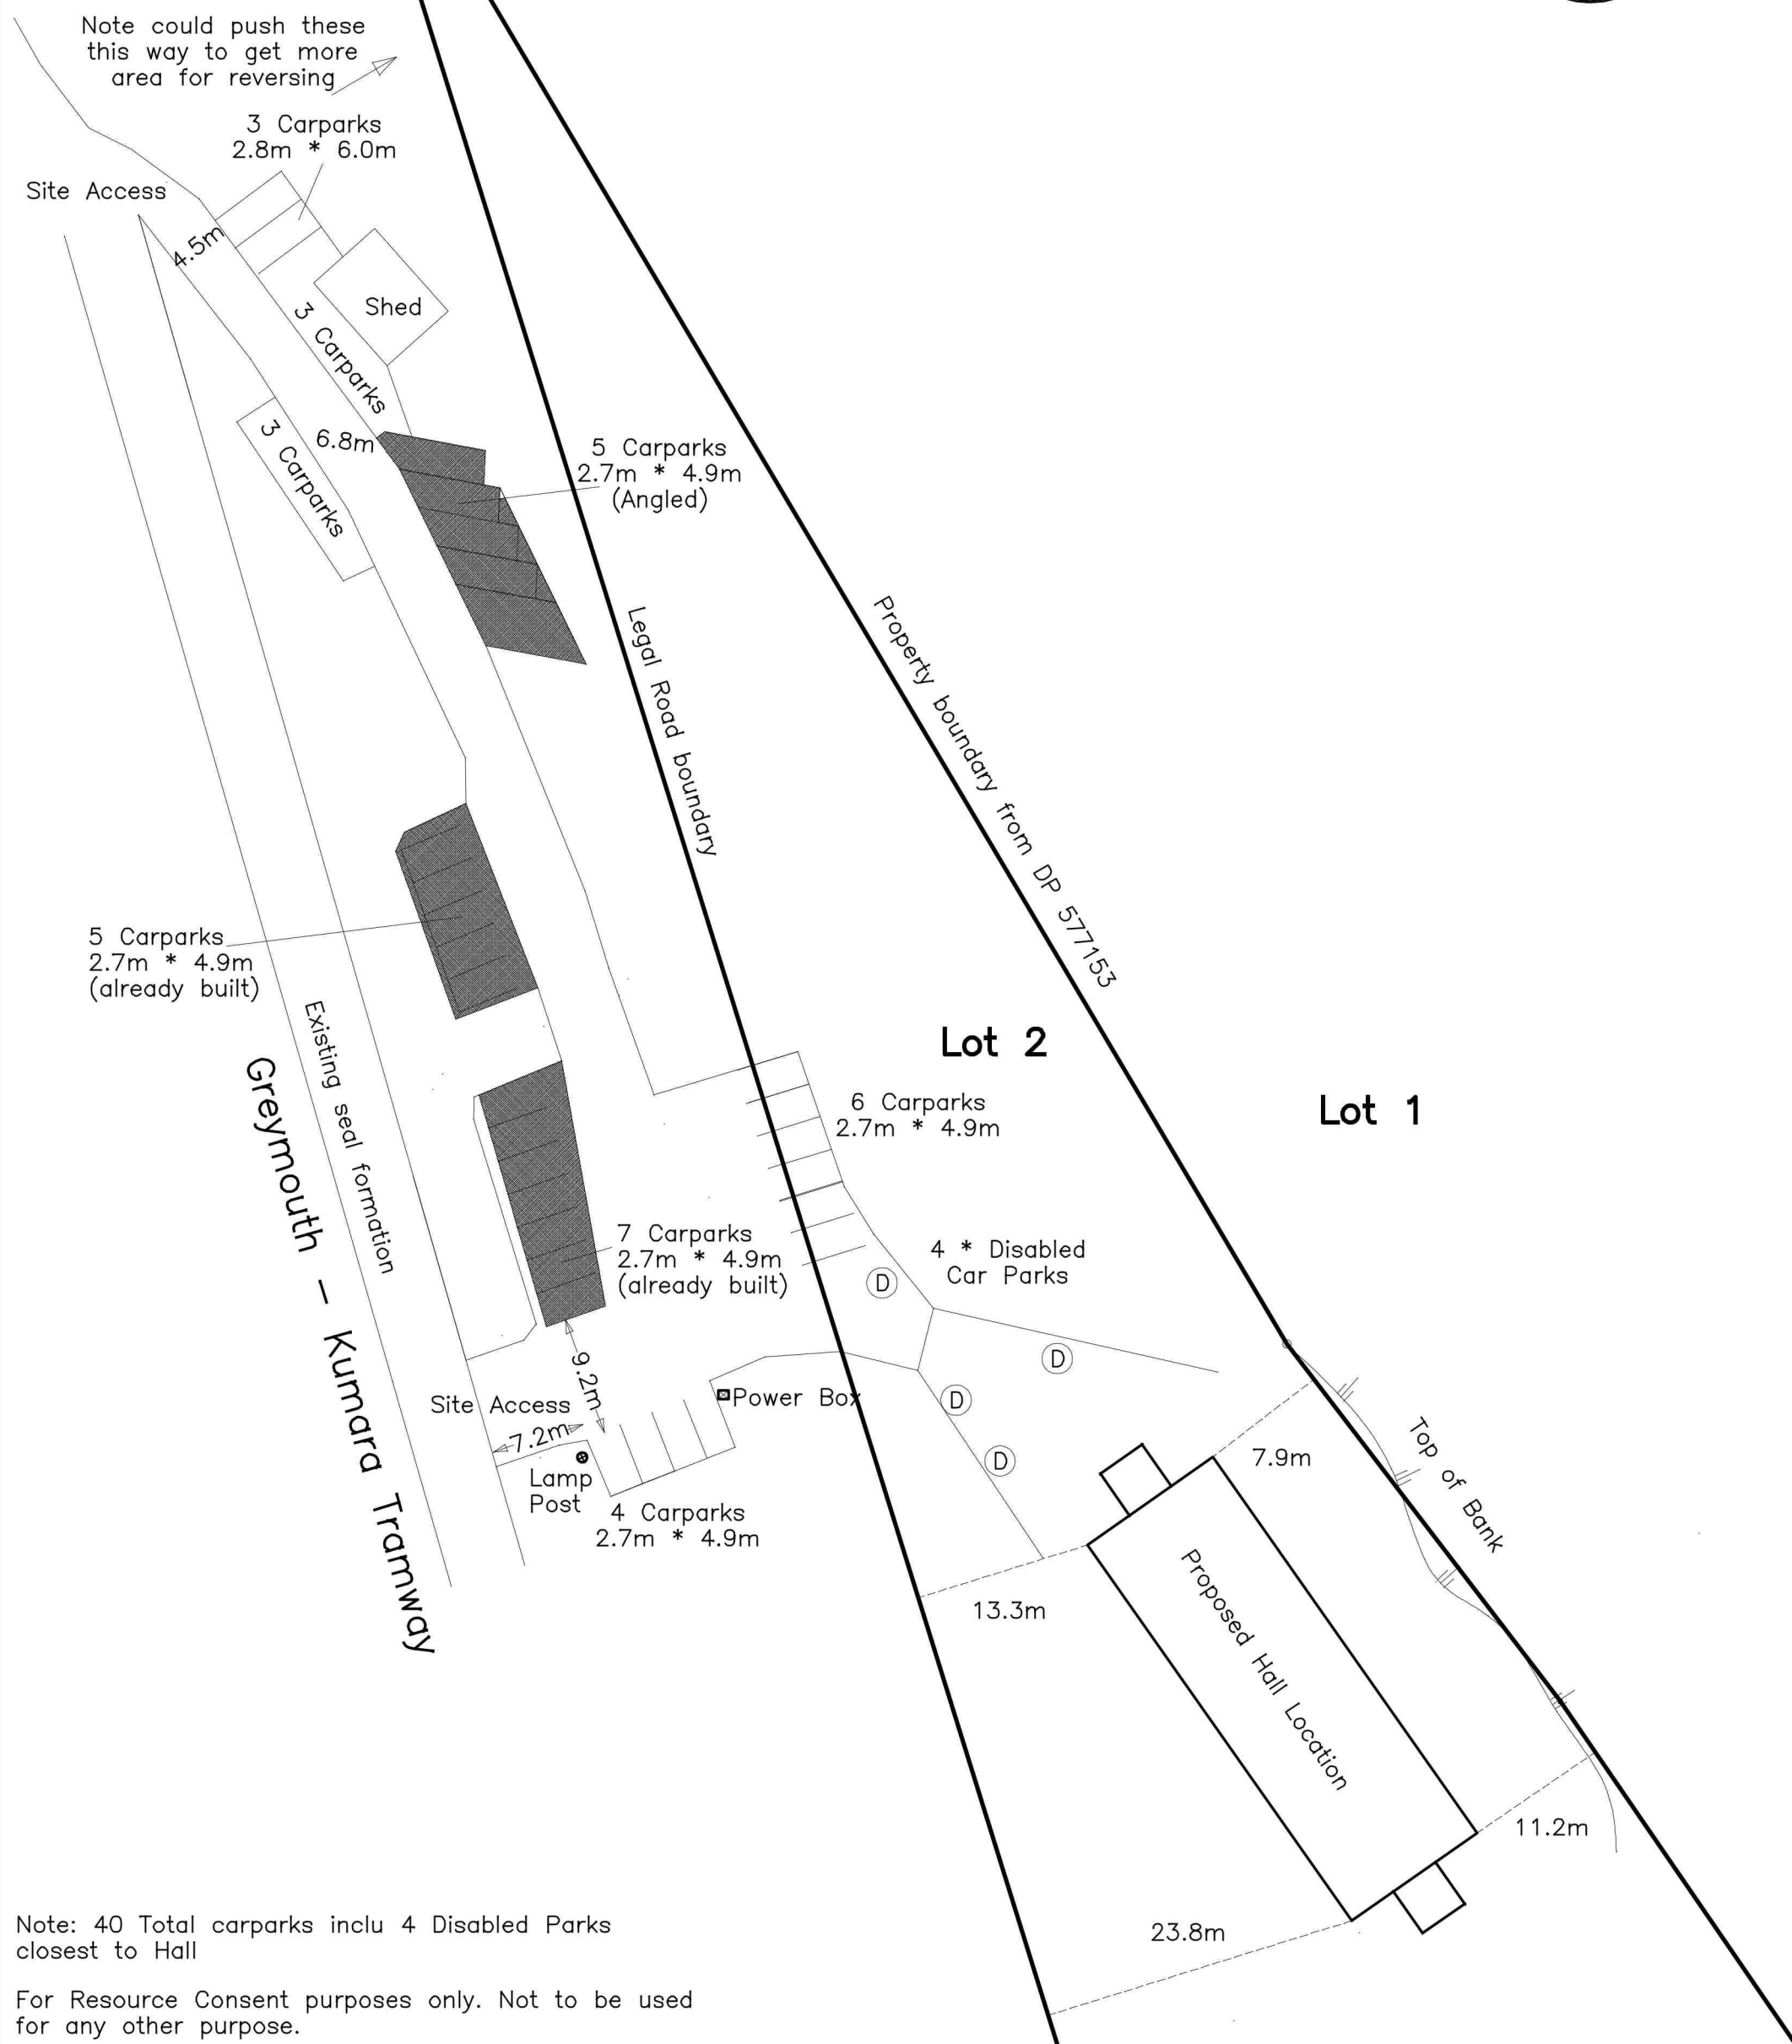 Note could push these
this way to get more
area for reversing
3 Carparks
2.8m * 6.0m
Site Access
4.5m
Shed
3 Carparks
3 Carparks
6.8m
5 Carparks
2.7m * 4.9m
(Angled)
Legal Road boundary
Property boundary from DP 577153
5 Carparks
2.7m * 4.9m
(already built)
Existing seal formation
Greymouth - Kumara Tramway
Lot 2
Lot 1
6 Carparks
2.7m * 4.9m
7 Carparks
2.7m * 4.9m
(already built)
4 * Disabled
Car Parks
D
D
D
D
9.2m
Power Box
Site Access
7.2m
Lamp
Post
4 Carparks
2.7m * 4.9m
7.9m
Top of Bank
13.3m
Proposed Hall Location
11.2m
23.8m
Note: 40 Total carparks inclu 4 Disabled Parks
closest to Hall
For Resource Consent purposes only. Not to be used
for any other purpose.